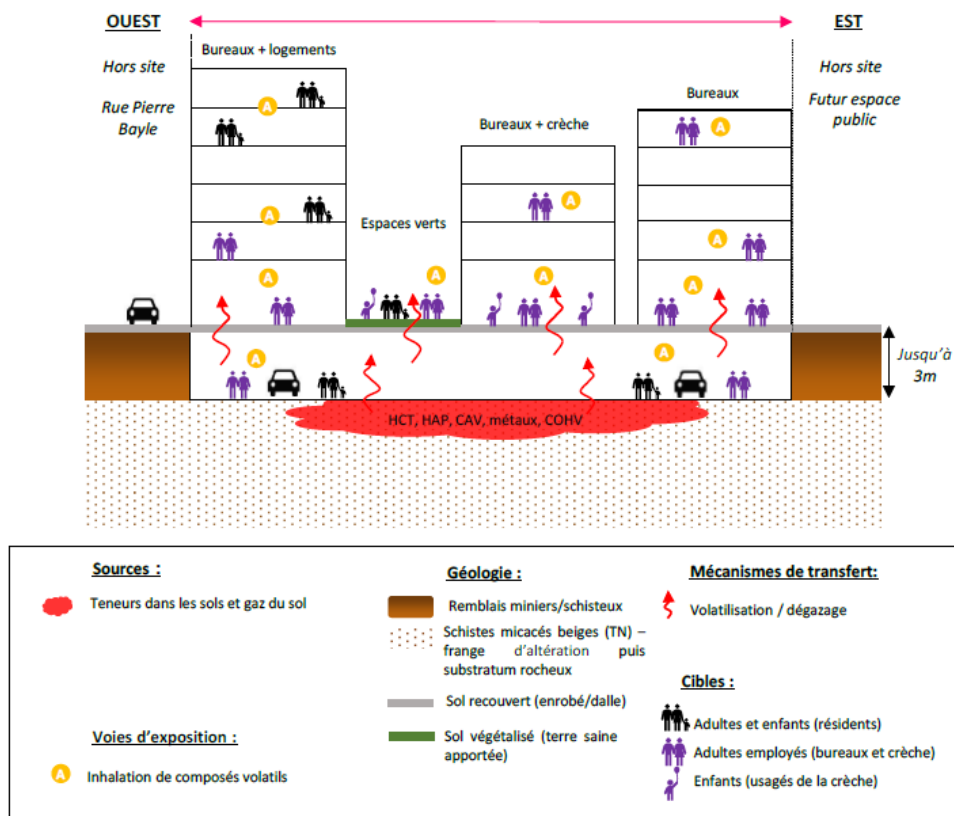 OUEST
EST
Bureaux + logements
Hors site
Hors site
Rue Pierre
Bayle
A
Bureaux
Futur espace
public
Bureaux + crèche
A
A
A
Espaces verts
A
A
A
A
A
A
A
A
Jusqu'à
3m
HCT, HAP, CAV, métaux, COHV
Sources :
Teneurs dans les sols et gaz du sol
Voies d'exposition :
A Inhalation de composés volatils
Géologie :
Remblais miniers/schisteux
Schistes micacés beiges (TN) –
frange d'altération puis
substratum rocheux
Sol recouvert (enrobé/dalle)
Sol végétalisé (terre saine
apportée)
Mécanismes de transfert:
Volatilisation / dégazage
Cibles :
Adultes et enfants (résidents)
Adultes employés (bureaux et crèche)
Enfants (usagés de la crèche)